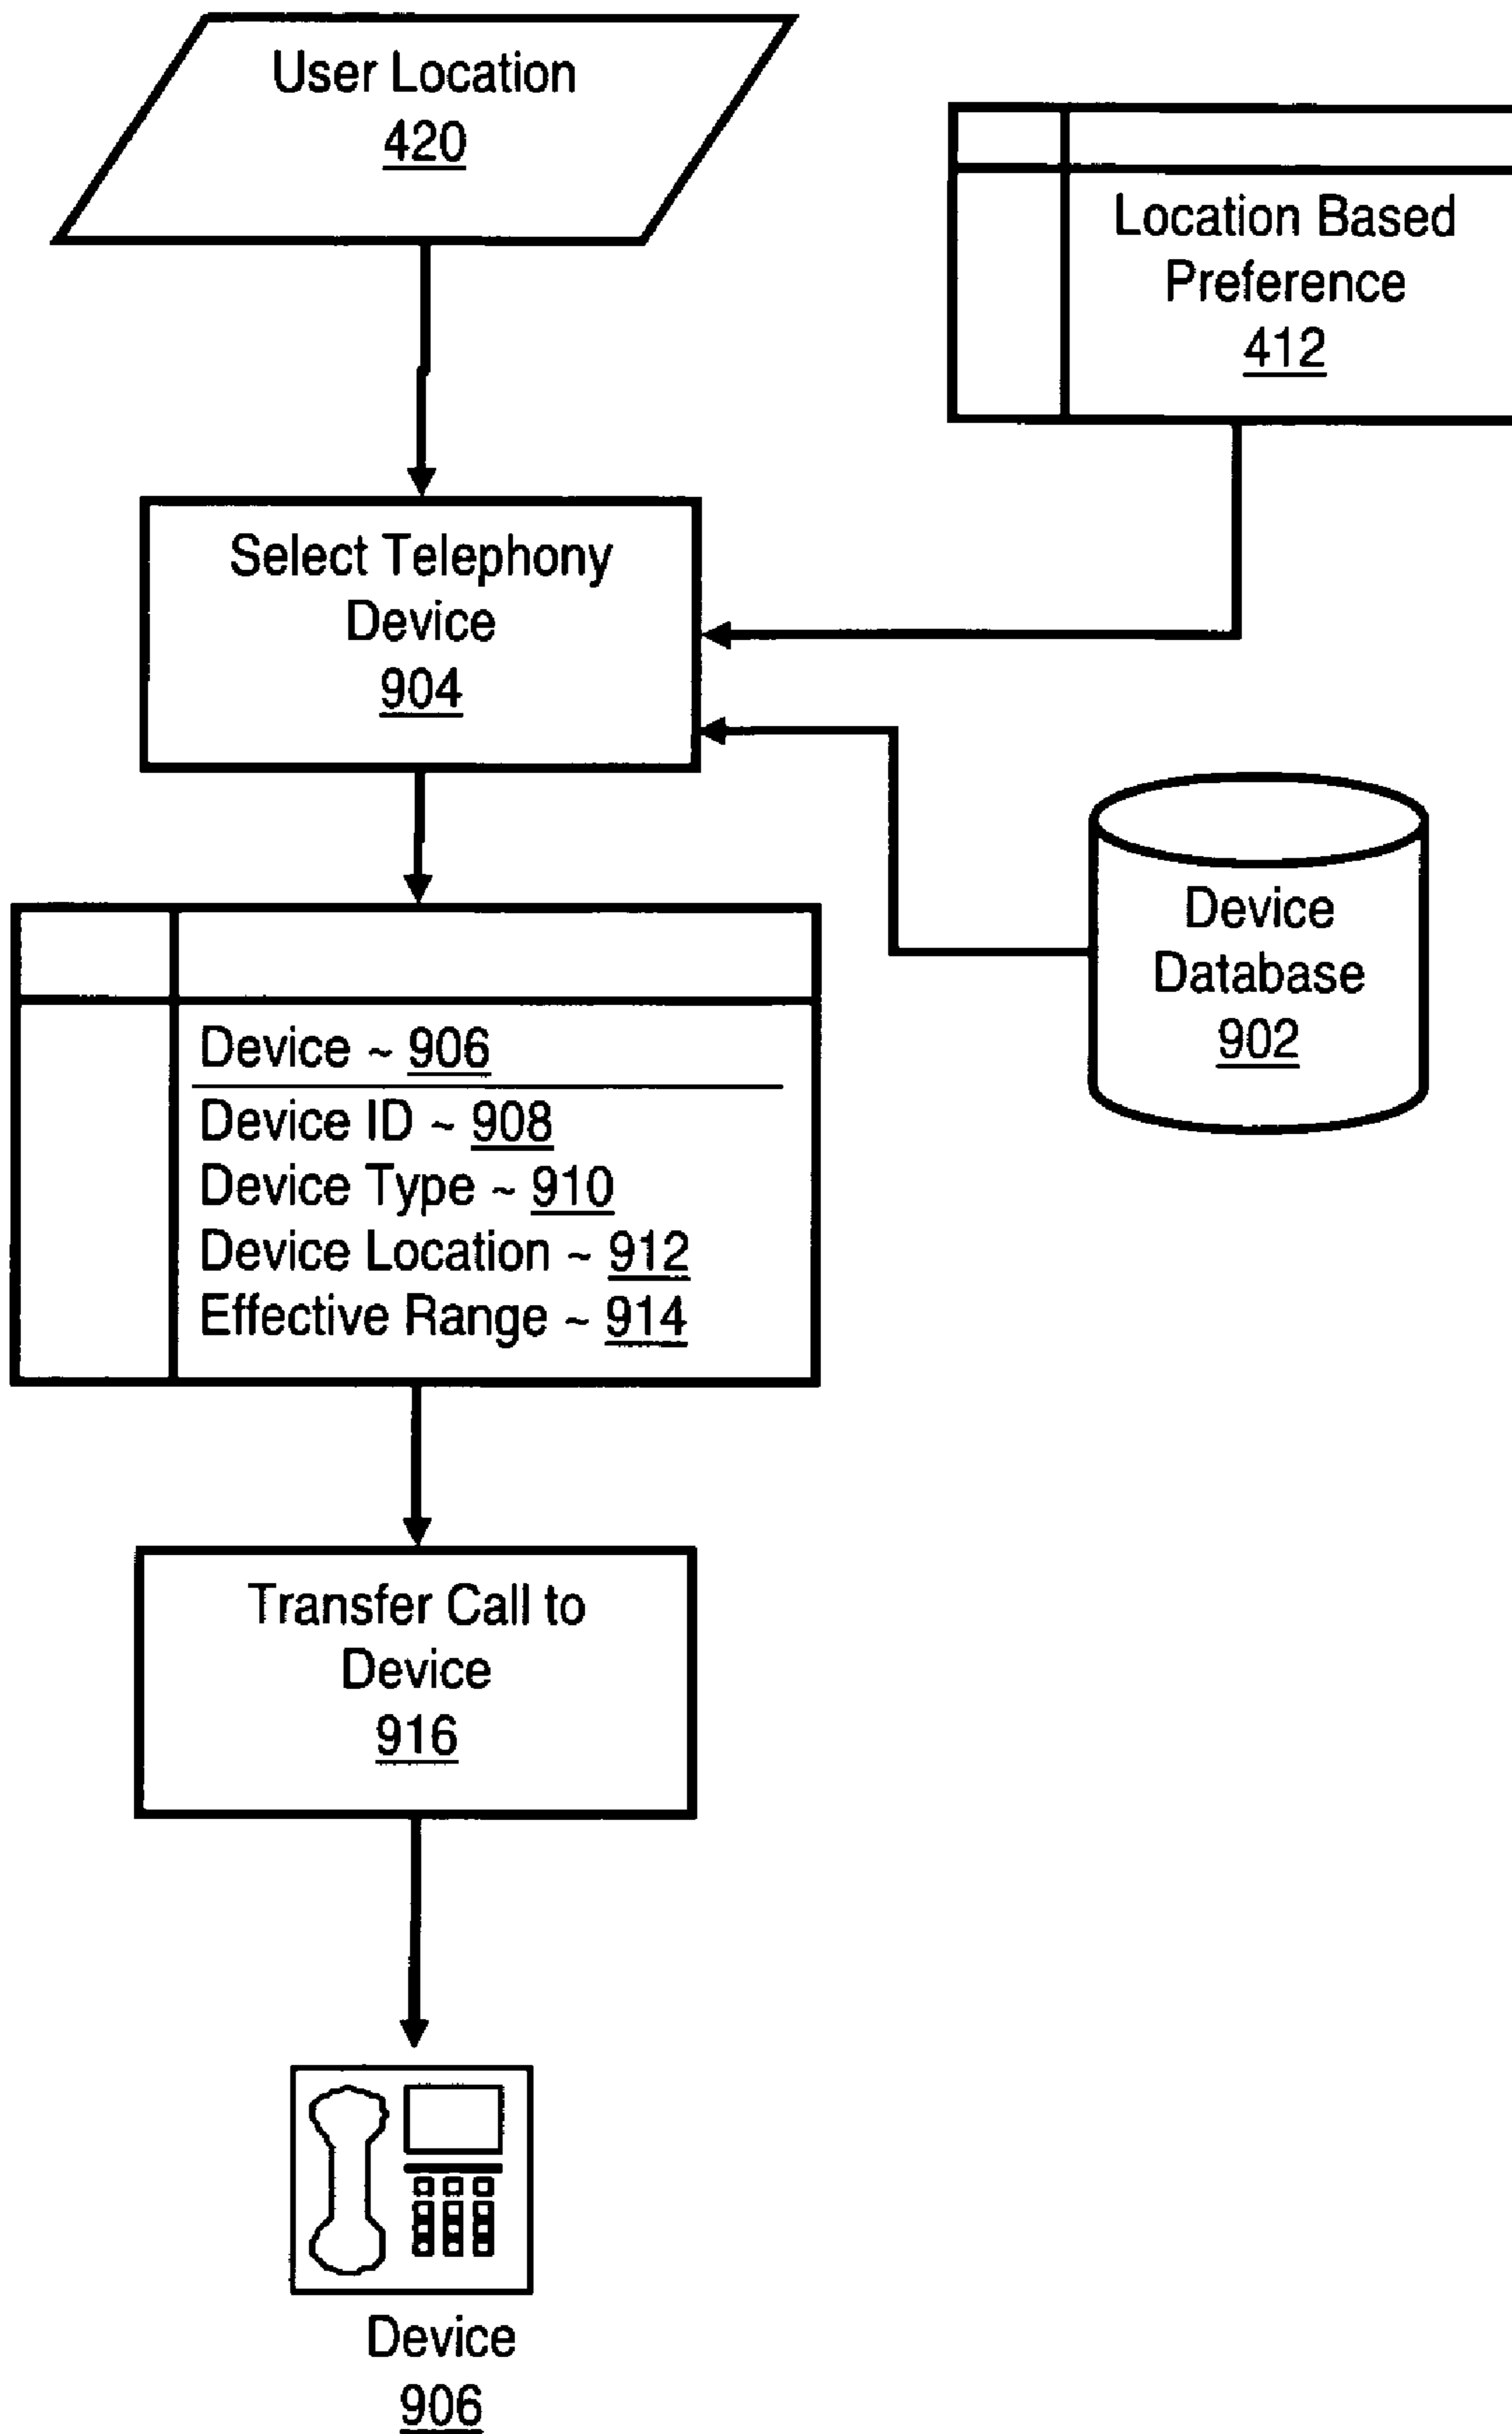 User Location
420
Location Based
Preference
412
Select Telephony
Device
904
Device
Database
902
Device ~ 906
Device ID ~ 908
Device Type ~ 910
Device Location ~ 912
Effective Range ~ 914
Transfer Call to
Device
916
Device
906